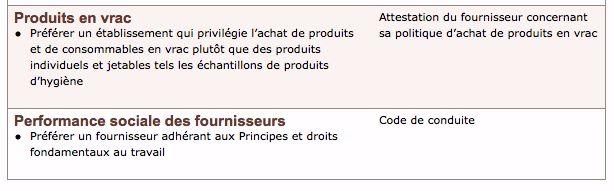 Produits en vrac
• Préférer un établissement qui privilégie l’achat de produits
et de consommables en vrac plutôt que des produits
individuels et jetables tels les échantillons de produits
d’hygiène
Attestation du fournisseur concernant
sa politique d’achat de produits en vrac
Performance sociale des fournisseurs
• Préférer un fournisseur adhérant aux Principes et droits
fondamentaux au travail
Code de conduite